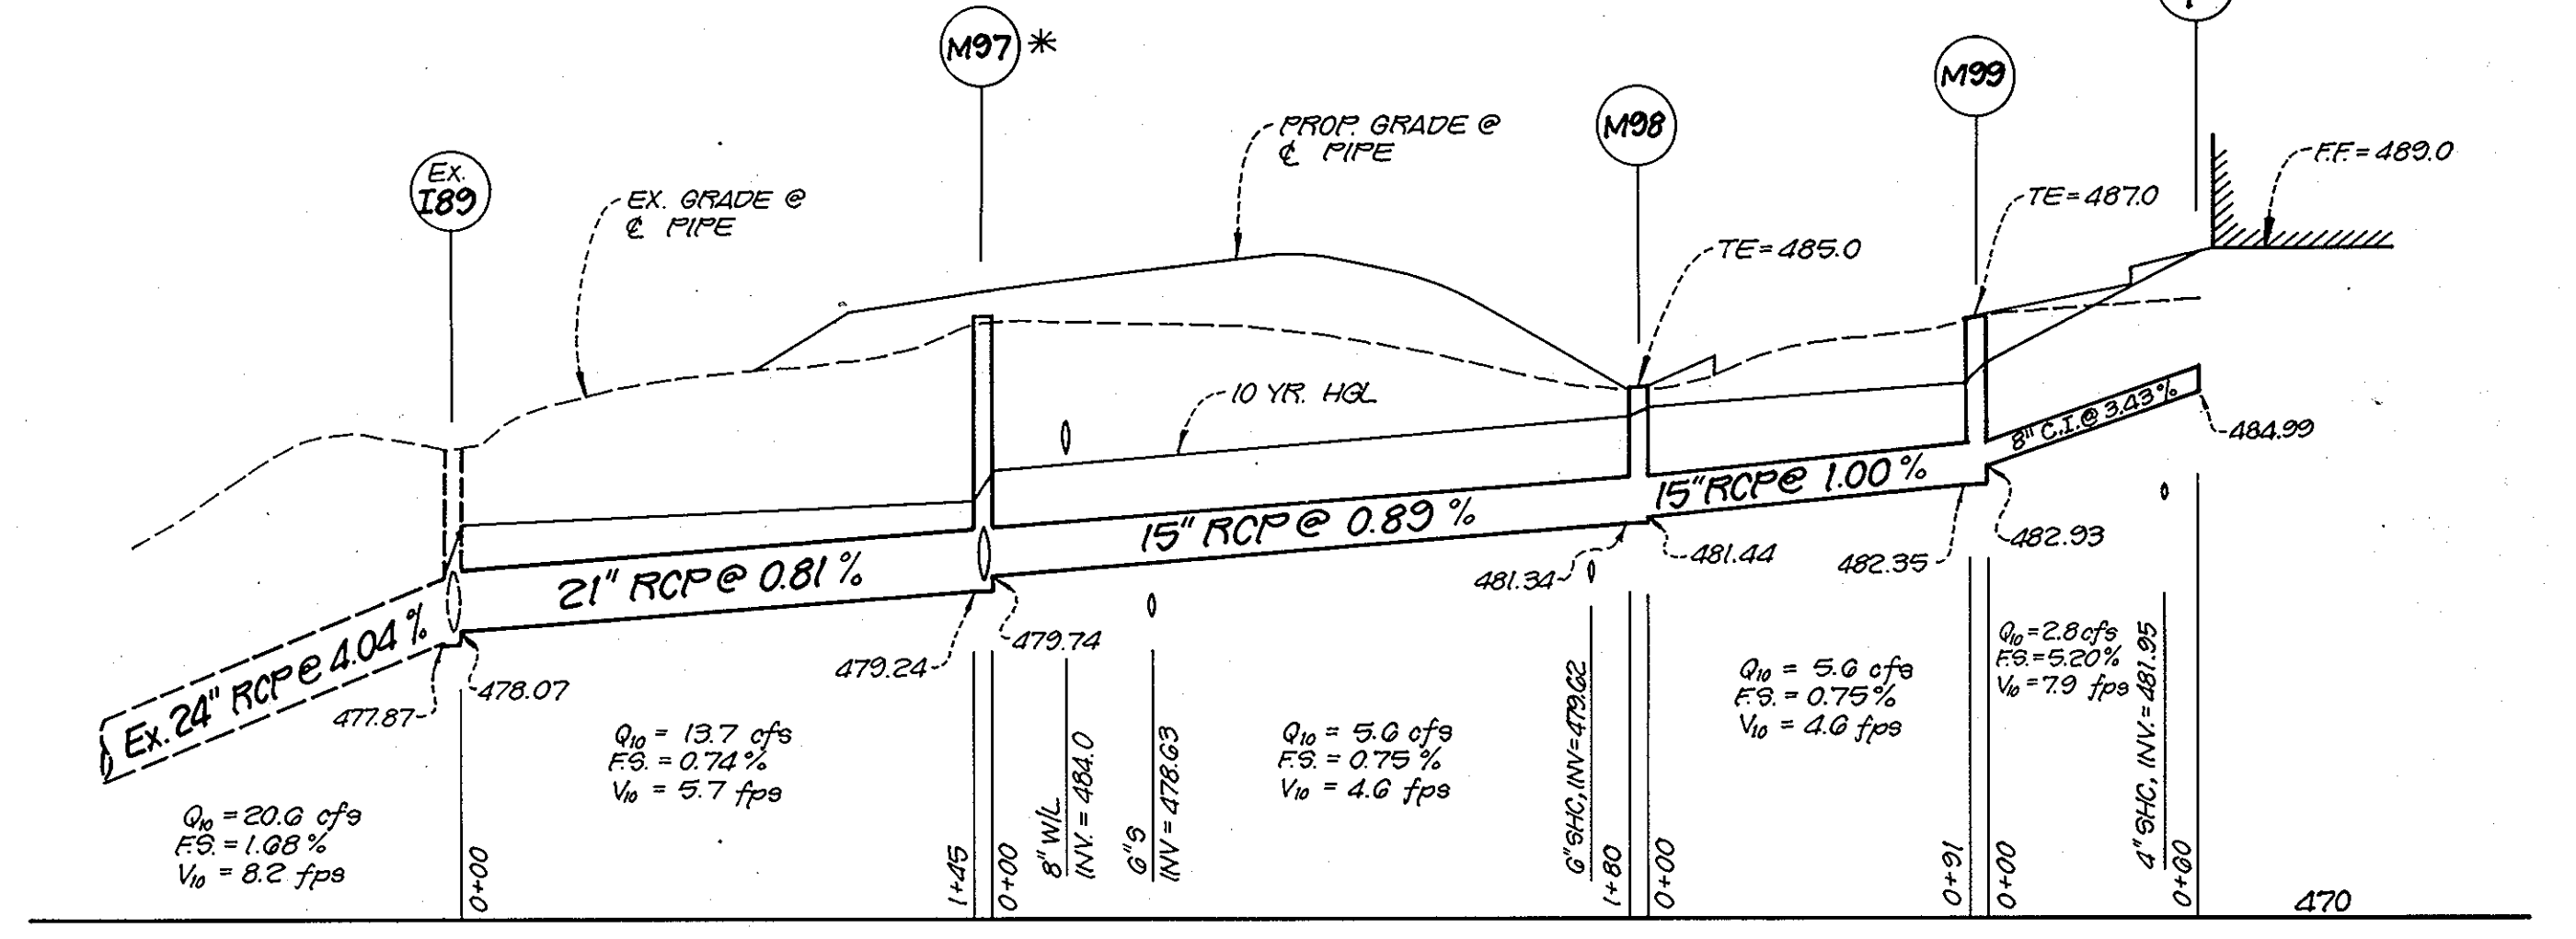 M97 *
M99
M98
PROP. GRADE @
℄ PIPE
F.F. = 489.0
EX.
I89
EX. GRADE @
℄ PIPE
TE = 487.0
TE = 485.0
10 YR. HGL
8" C.I. @ 3.43 %
484.99
15" RCP @ 1.00 %
15" RCP @ 0.89 %
21" RCP @ 0.81 %
Ex. 24" RCP @ 4.04 %
482.93
481.44
482.35
481.34
479.74
479.24
478.07
477.87
Q10 = 2.8 cfs
F.S. = 5.20 %
V10 = 7.9 fps
Q10 = 5.6 cfs
F.S. = 0.75 %
V10 = 4.6 fps
Q10 = 5.6 cfs
F.S. = 0.75 %
V10 = 4.6 fps
Q10 = 13.7 cfs
F.S. = 0.74 %
V10 = 5.7 fps
Q10 = 20.6 cfs
F.S. = 1.68 %
V10 = 8.2 fps
0+00
1+45
0+00
8" W/L
INV. = 484.0
6" S
INV = 478.63
6" SHC, INV = 479.62
1+80
0+00
0+91
0+00
4" SHC, INV. = 481.95
0+60
470